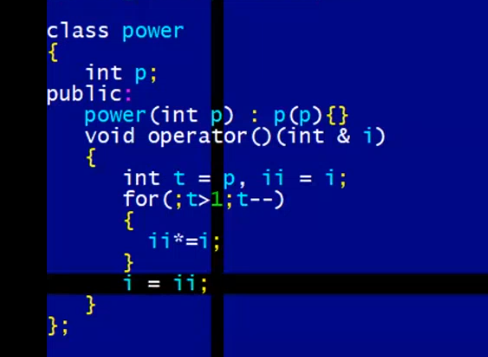 class power
{
int p;
public:
power(int p) : p(p){}
void operator()(int & i)
{
int t = p, ii = i;
for(;t>1;t--)
{
ii*=i;
}
i = ii;
}
};